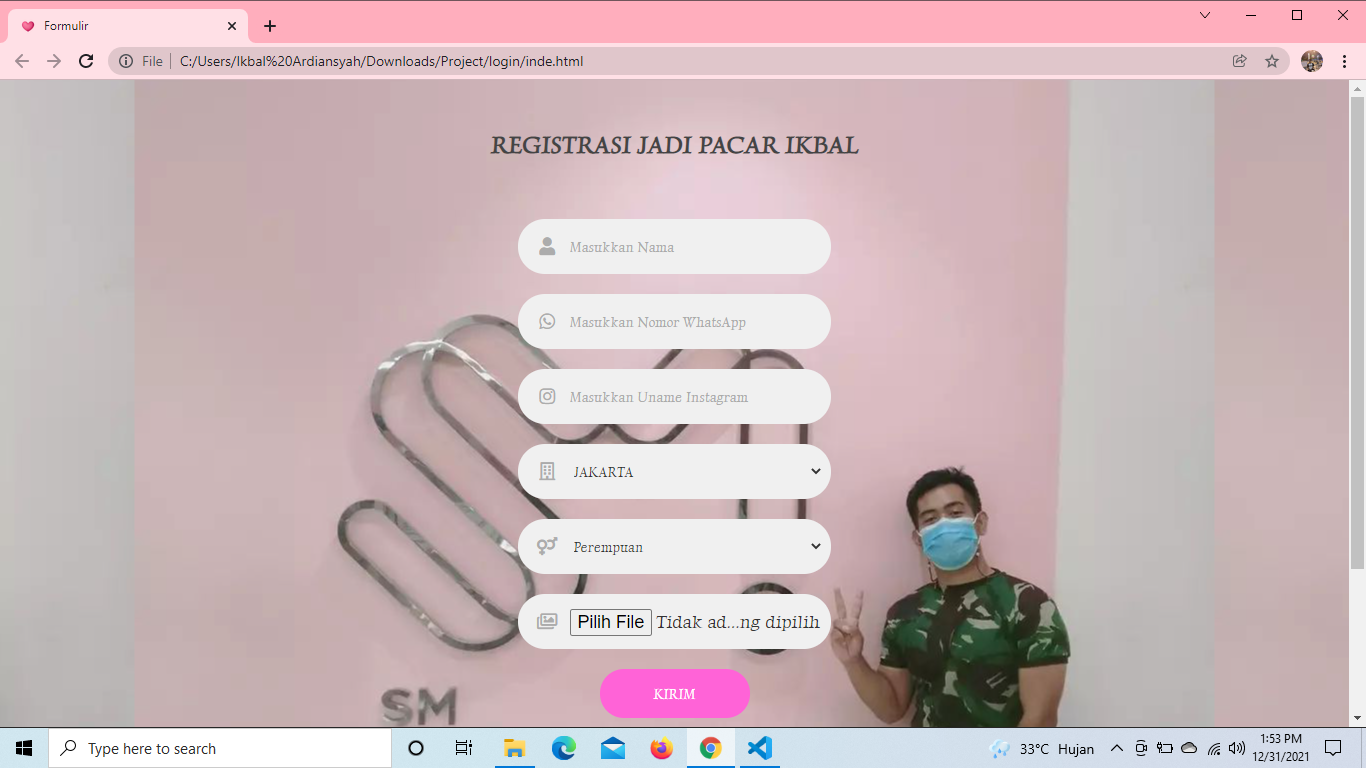 Formulir
File
C:/Users/Ikbal%20Ardiansyah/Downloads/Project/login/inde.html
REGISTRASI JADI PACAR IKBAL
Masukkan Nama
Masukkan Nomor WhatsApp
Masukkan Uname Instagram
JAKARTA
Perempuan
Pilih File Tidak ad...ng dipilih
KIRIM
SM
Type here to search
33°C Hujan
1:53 PM
12/31/2021